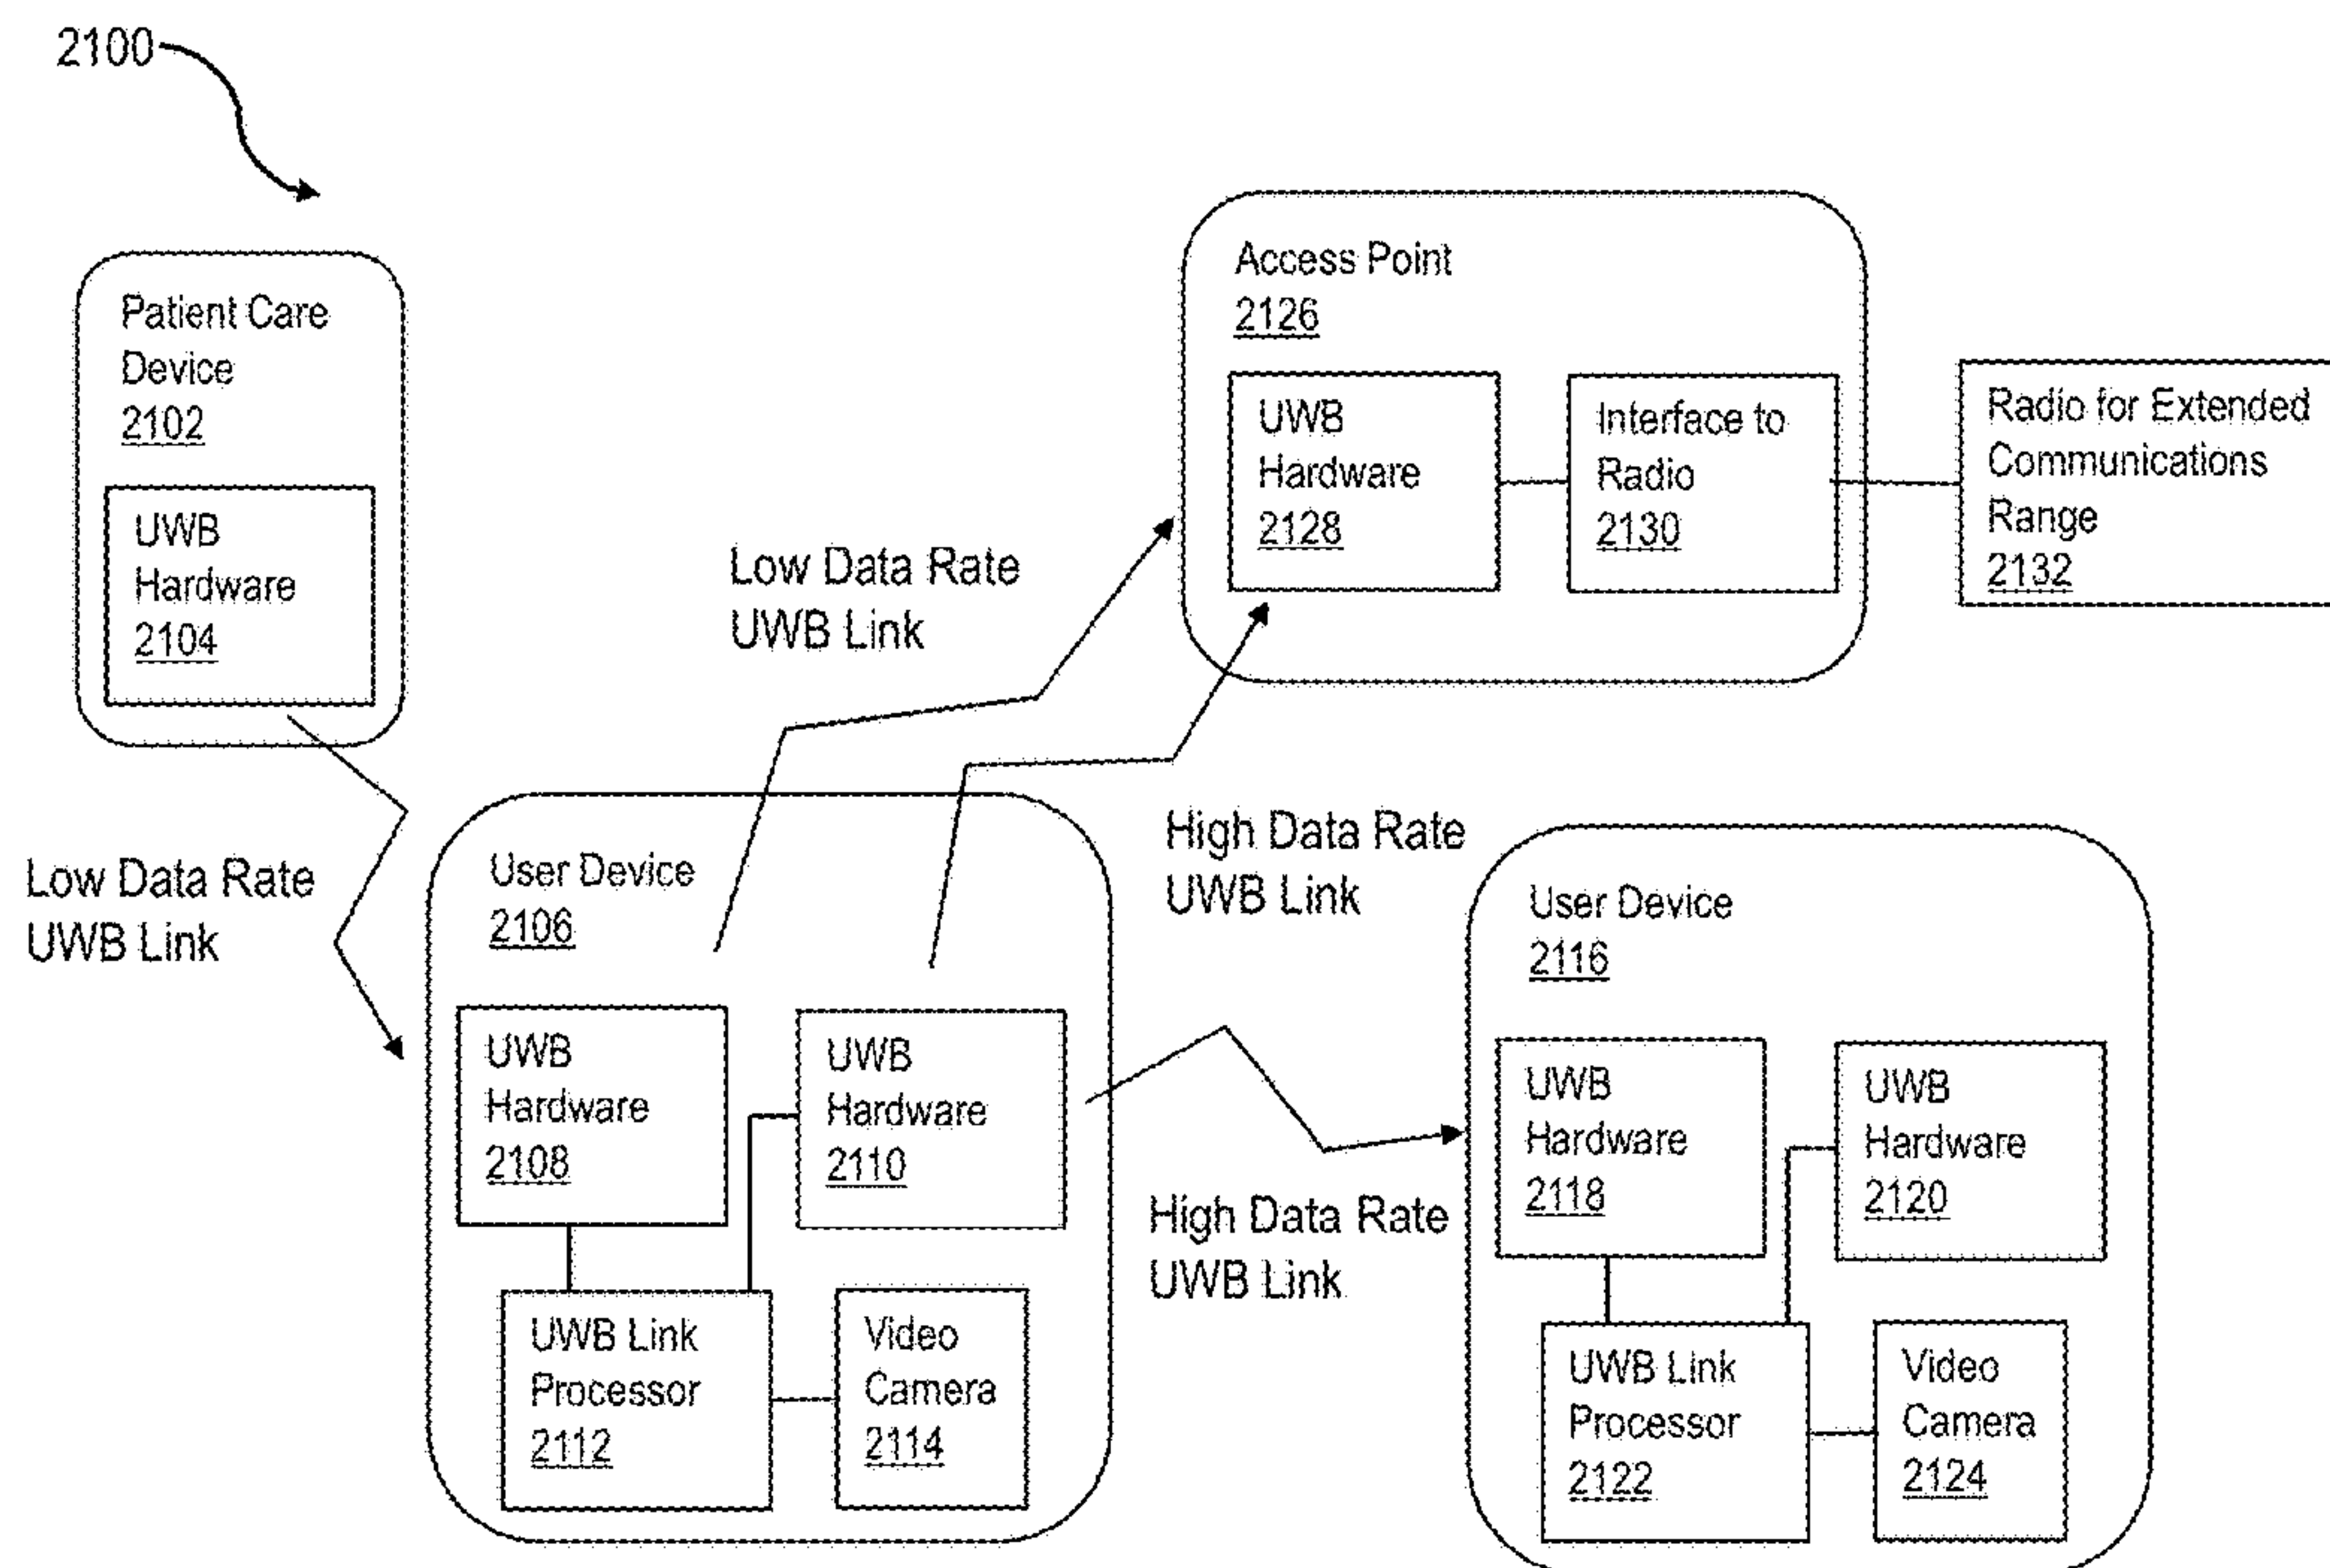 2100
Patient Care
Device
2102
UWB
Hardware
2104
Access Point
2126
UWB
Hardware
2128
Interface to
Radio
2130
Radio for Extended
Communications
Range
2132
Low Data Rate
UWB Link
Low Data Rate
UWB Link
High Data Rate
UWB Link
User Device
2106
UWB
Hardware
2108
UWB
Hardware
2110
UWB Link
Processor
2112
Video
Camera
2114
High Data Rate
UWB Link
User Device
2116
UWB
Hardware
2118
UWB
Hardware
2120
UWB Link
Processor
2122
Video
Camera
2124